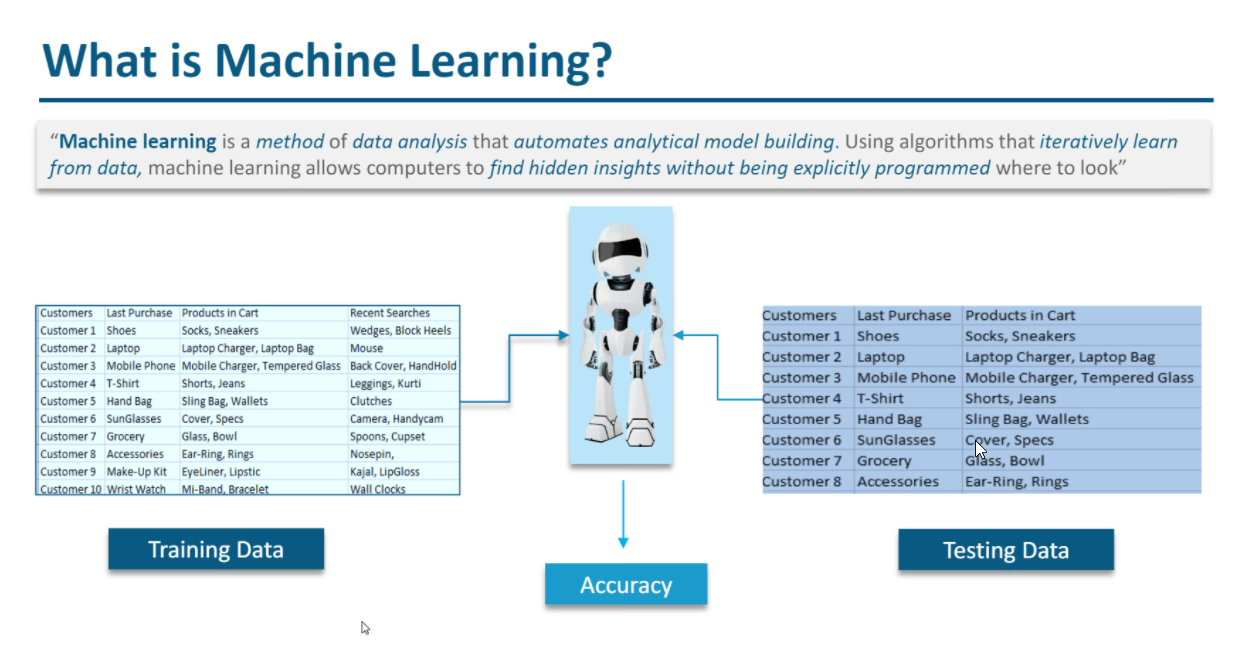 What is Machine Learning?
“Machine learning is a method of data analysis that automates analytical model building. Using algorithms that iteratively learn
from data, machine learning allows computers to find hidden insights without being explicitly programmed where to look”
Customers Last Purchase Products in Cart Recent Searches
Customer 1 Shoes Socks, Sneakers Wedges, Block Heels
Customer 2 Laptop Laptop Charger, Laptop Bag Mouse
Customer 3 Mobile Phone Mobile Charger, Tempered Glass Back Cover, HandHold
Customer 4 T-Shirt Shorts, Jeans Leggings, Kurti
Customer 5 Hand Bag Sling Bag, Wallets Clutches
Customer 6 SunGlasses Cover, Specs Camera, Handycam
Customer 7 Grocery Glass, Bowl Spoons, Cupset
Customer 8 Accessories Ear-Ring, Rings Nosepin,
Customer 9 Make-Up Kit EyeLiner, Lipstic Kajal, LipGloss
Customer 10 Wrist Watch Mi-Band, Bracelet Wall Clocks
Training Data
Customers Last Purchase Products in Cart
Customer 1 Shoes Socks, Sneakers
Customer 2 Laptop Laptop Charger, Laptop Bag
Customer 3 Mobile Phone Mobile Charger, Tempered Glass
Customer 4 T-Shirt Shorts, Jeans
Customer 5 Hand Bag Sling Bag, Wallets
Customer 6 SunGlasses Cover, Specs
Customer 7 Grocery Glass, Bowl
Customer 8 Accessories Ear-Ring, Rings
Testing Data
Accuracy